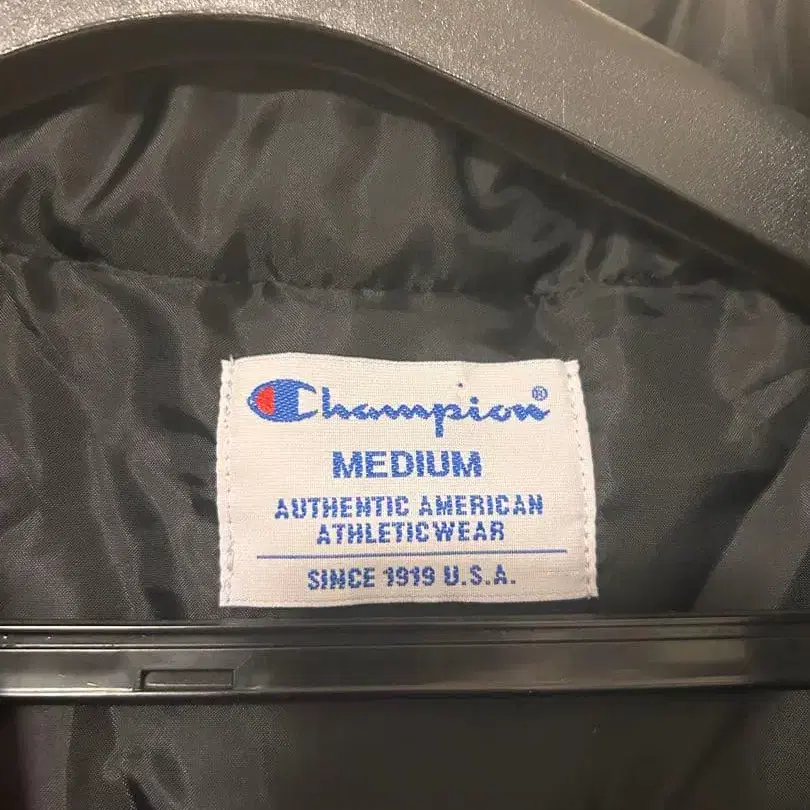 Champion®
MEDIUM
AUTHENTIC AMERICAN
ATHLETICWEAR
SINCE 1919 U.S.A.